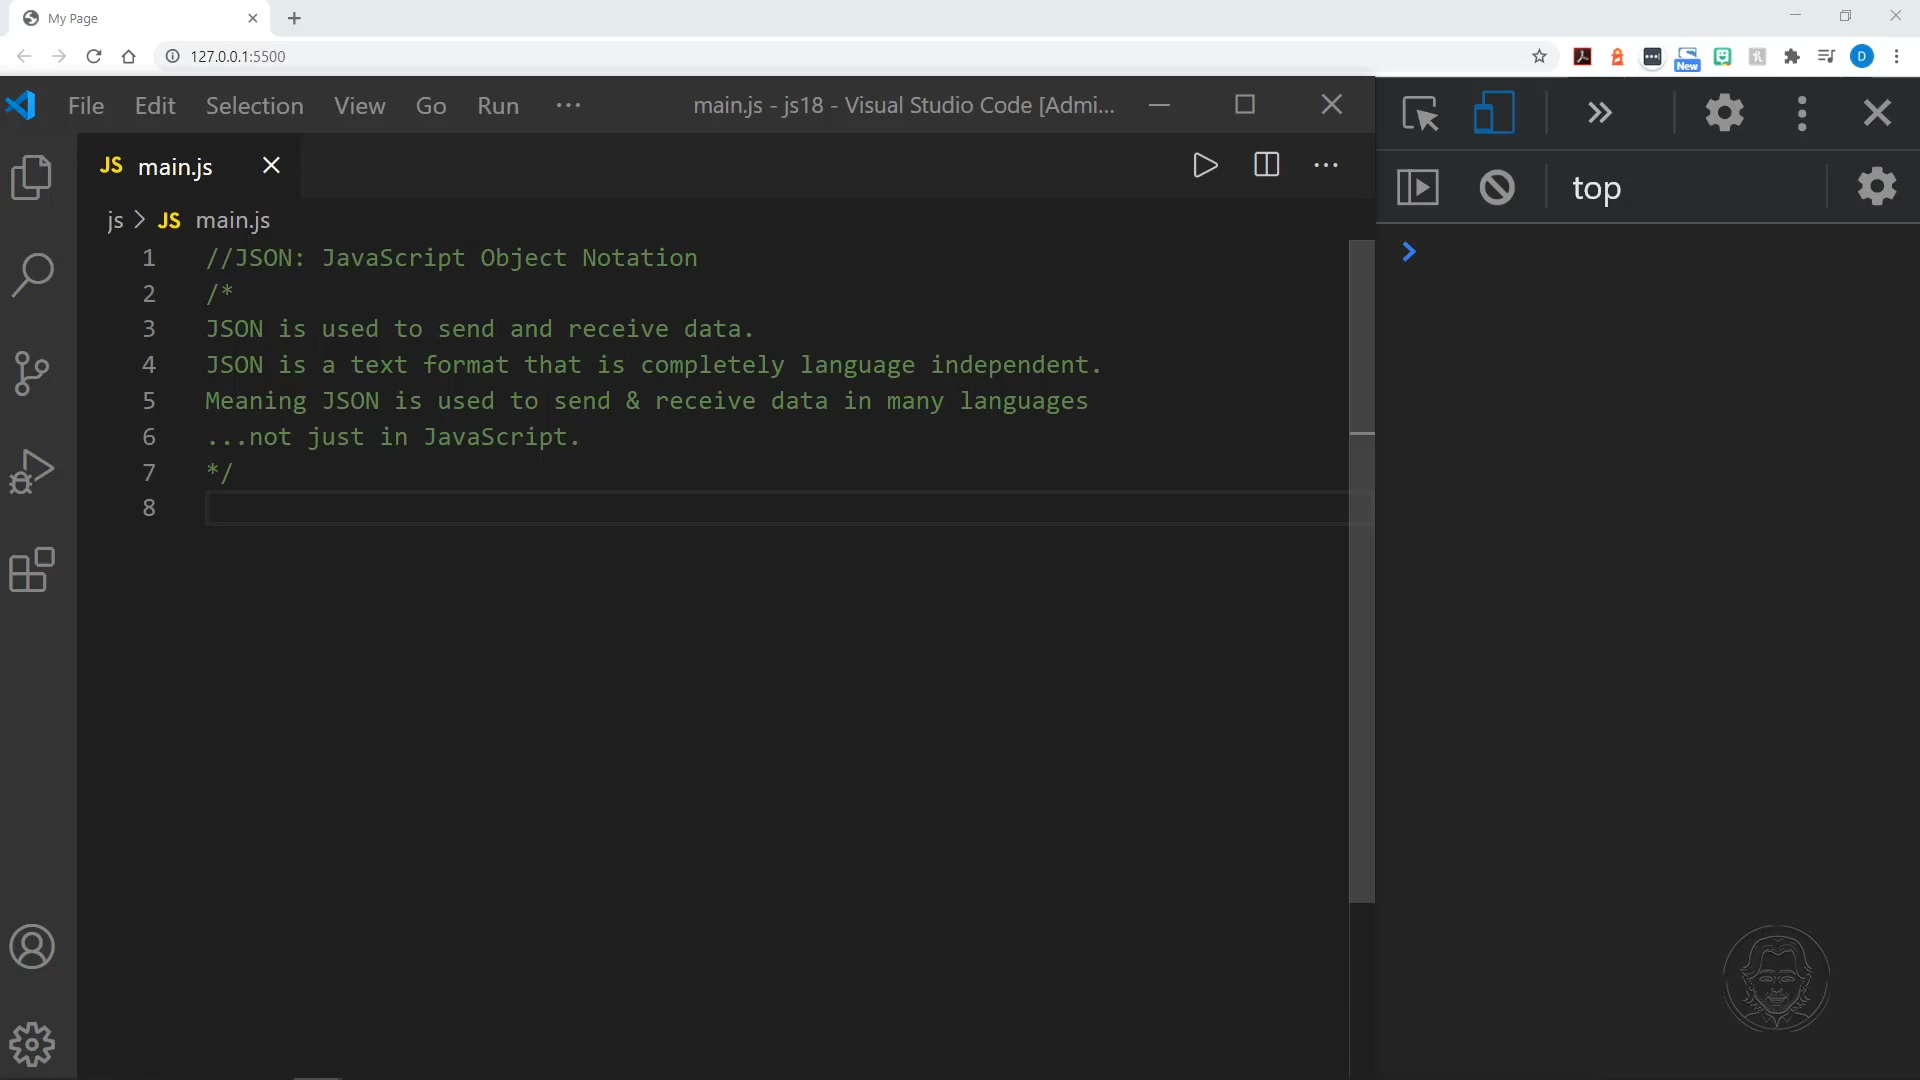 My Page
127.0.0.1:5500
New
D
File Edit Selection View Go Run ··· main.js - js18 - Visual Studio Code [Admi...
JS main.js
top
js > JS main.js
1 //JSON: JavaScript Object Notation
2 /*
3 JSON is used to send and receive data.
4 JSON is a text format that is completely language independent.
5 Meaning JSON is used to send & receive data in many languages
6 ...not just in JavaScript.
7 */
8